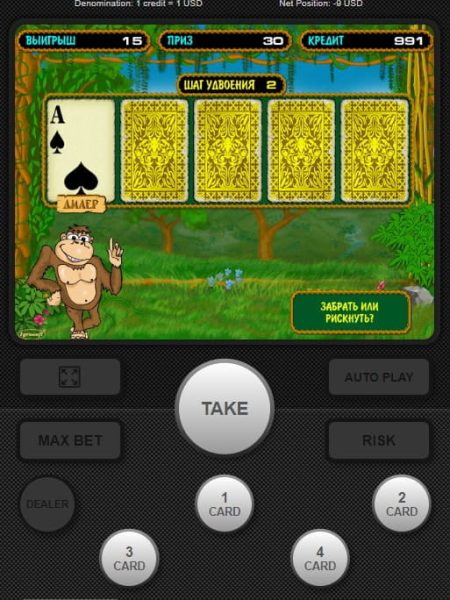 Denomination: 1 credit = 1 USD Net Position: -9 USD
ВЫИГРЫШ 15 ПРИЗ 30 КРЕДИТ 991
ШАГ УДВОЕНИЯ 2
A
ДИЛЕР
ЗАБРАТЬ ИЛИ
РИСКНУТЬ?
TAKE
AUTO PLAY
MAX BET
RISK
DEALER
1
CARD
2
CARD
3
CARD
4
CARD